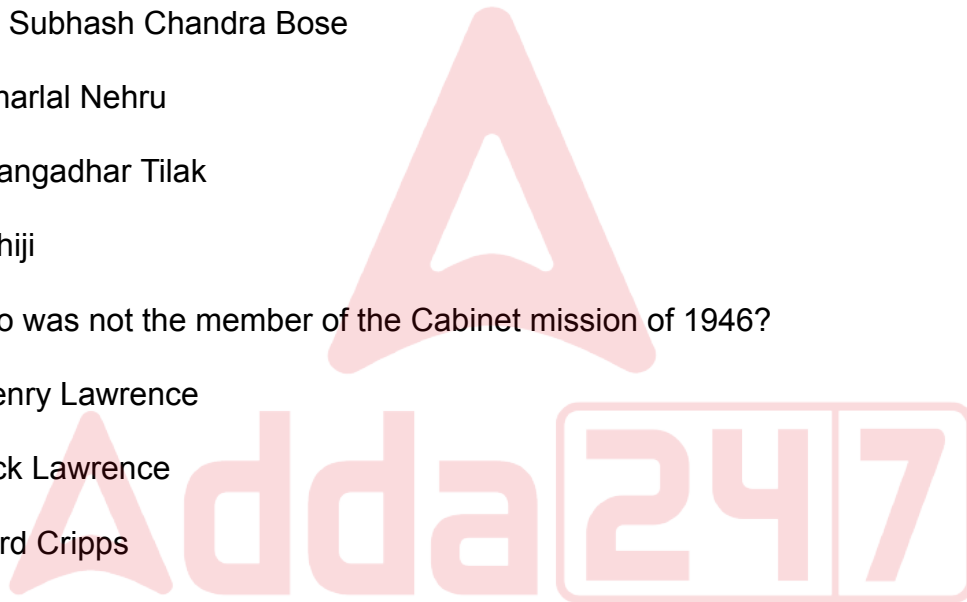 Subhash Chandra Bose
harlal Nehru
angadhar Tilak
hiji
o was not the member of the Cabinet mission of 1946?
enry Lawrence
ck Lawrence
rd Cripps
Adda247